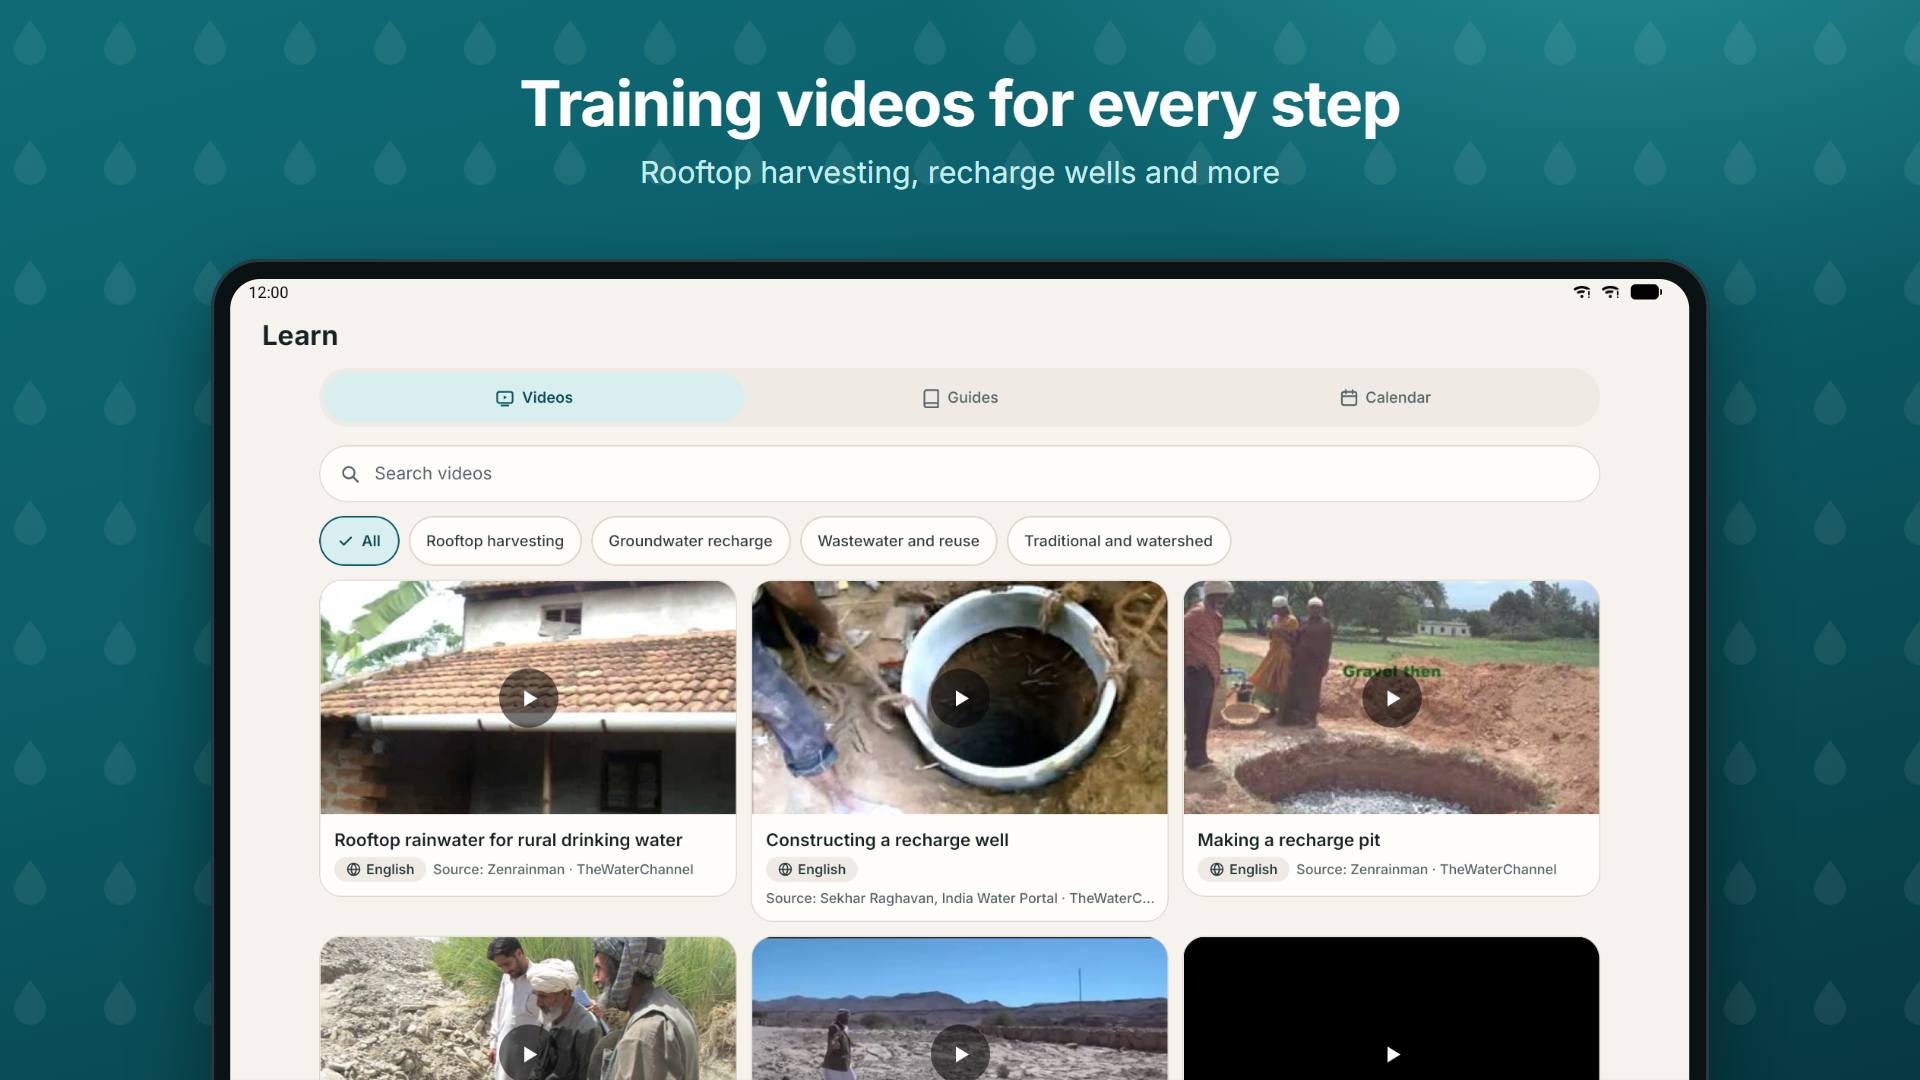 Training videos for every step
Rooftop harvesting, recharge wells and more
12:00
Learn
Videos
Guides
Calendar
Search videos
All
Rooftop harvesting
Groundwater recharge
Wastewater and reuse
Traditional and watershed
Gravel then
Rooftop rainwater for rural drinking water
English
Source: Zenrainman · TheWaterChannel
Constructing a recharge well
English
Source: Sekhar Raghavan, India Water Portal · TheWaterC...
Making a recharge pit
English
Source: Zenrainman · TheWaterChannel